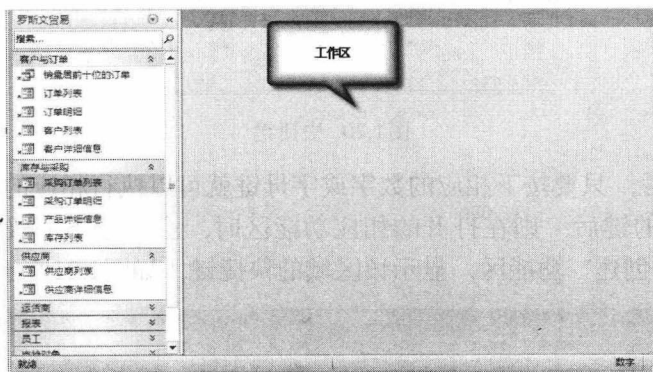 罗斯文贸易
搜索...
客户与订单
销量居前十位的订单
订单列表
订单明细
客户列表
客户详细信息
库存与采购
采购订单列表
采购订单明细
产品详细信息
库存列表
供应商
供应商列表
供应商详细信息
运货商
报表
员工
工作区
就绪
数字